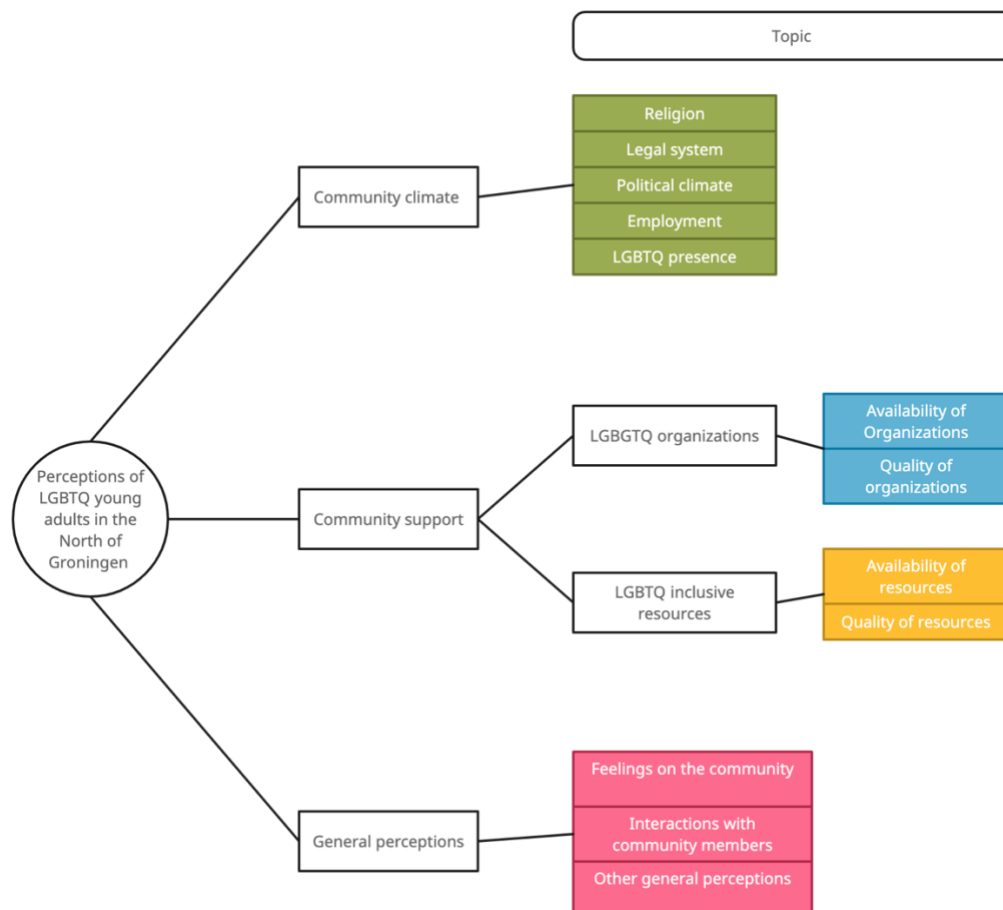 Topic
Religion
Legal system
Community climate
Political climate
Employment
LGBTQ presence
Availability of
Organizations
LGBGTQ organizations
Quality of
organizations
Perceptions of
LGBTQ young
adults in the
North of
Groningen
Community support
Availability of
resources
LGBTQ inclusive
resources
Quality of resources
Feelings on the community
General perceptions
Interactions with
community members
Other general perceptions